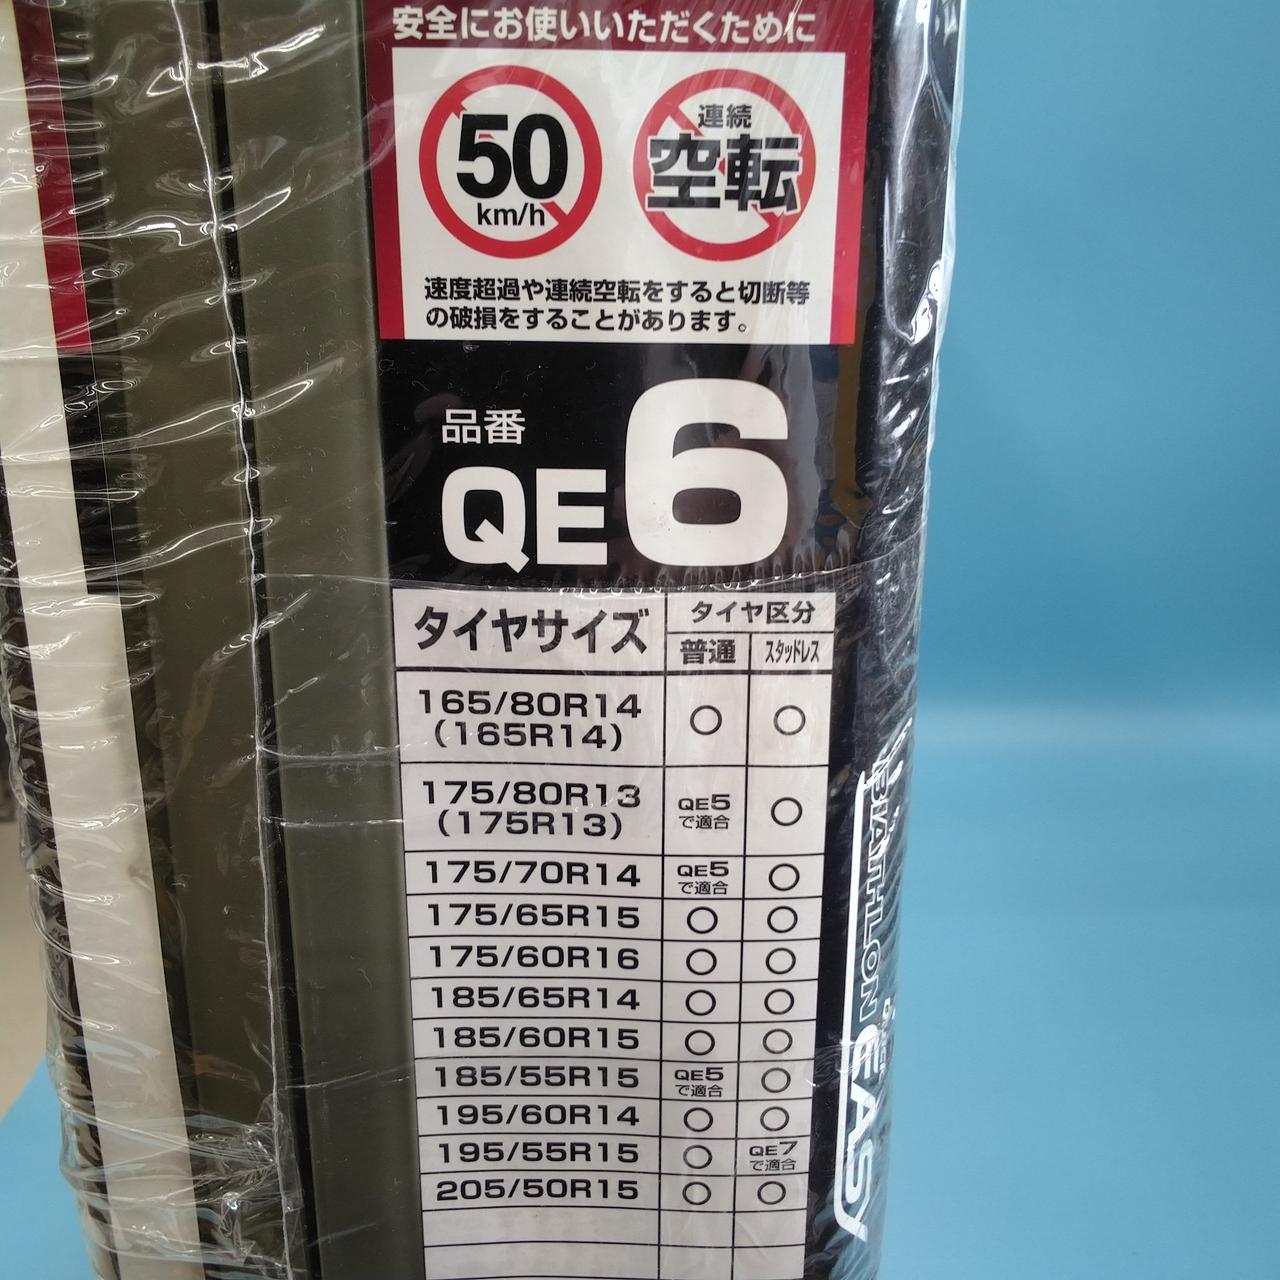 安全にお使いいただくために
50
km/h
連続
空転
速度超過や連続空転をすると切断等
の破損をすることがあります。
品番
QE6
タイヤサイズ タイヤ区分
普通 スタッドレス
165/80R14
(165R14) ○ ○
175/80R13
(175R13) QE5
で適合 ○
175/70R14 QE5
で適合 ○
175/65R15 ○ ○
175/60R16 ○ ○
185/65R14 ○ ○
185/60R15 ○ ○
185/55R15 QE5
で適合 ○
195/60R14 ○ ○
195/55R15 ○ QE7
で適合
205/50R15 ○ ○
BIATHLON
EASY